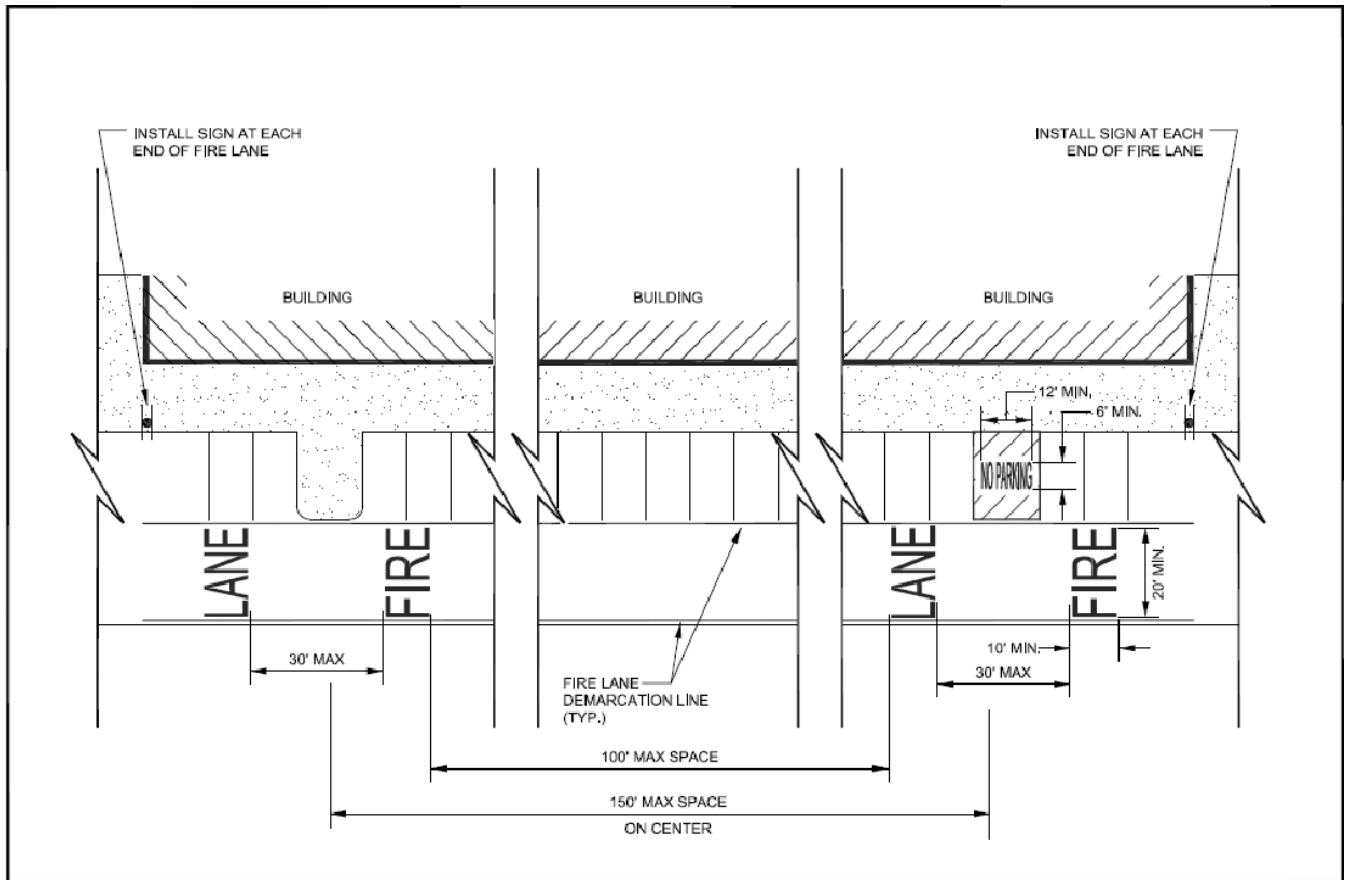 INSTALL SIGN AT EACH
END OF FIRE LANE
INSTALL SIGN AT EACH
END OF FIRE LANE
BUILDING
BUILDING
BUILDING
12' MIN.
6' MIN.
NO PARKING
LANE
FIRE
LANE
FIRE
20' MIN.
10' MIN.
30' MAX
30' MAX
FIRE LANE
DEMARCATION LINE
(TYP.)
100' MAX SPACE
150' MAX SPACE
ON CENTER